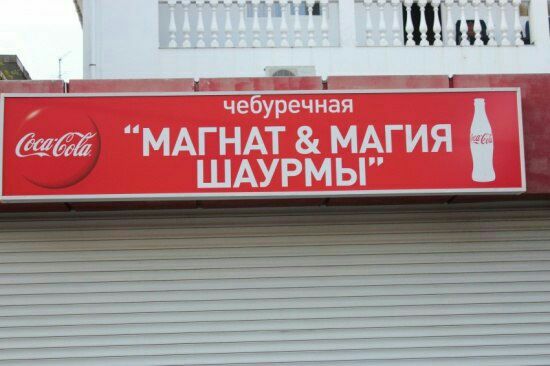 чебуречная
Coca-Cola
"МАГНАТ & МАГИЯ
ШАУРМЫ"
Coca-Cola